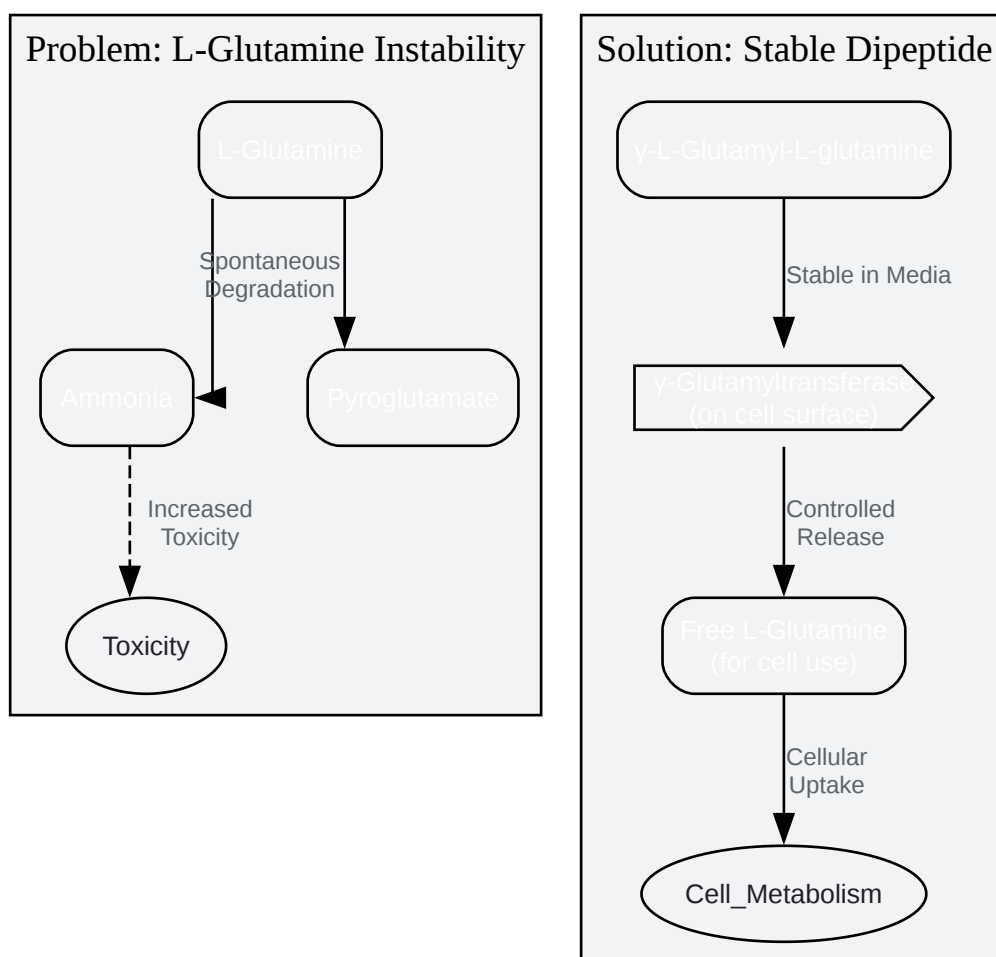 Problem: L-Glutamine Instability
L-Glutamine
Spontaneous
Degradation
Ammonia
Pyroglutamate
Increased
Toxicity
Toxicity
Solution: Stable Dipeptide
γ-L-Glutamyl-L-glutamine
Stable in Media
γ-Glutamyltransferase
(on cell surface)
Controlled
Release
Free L-Glutamine
(for cell use)
Cellular
Uptake
Cell_Metabolism